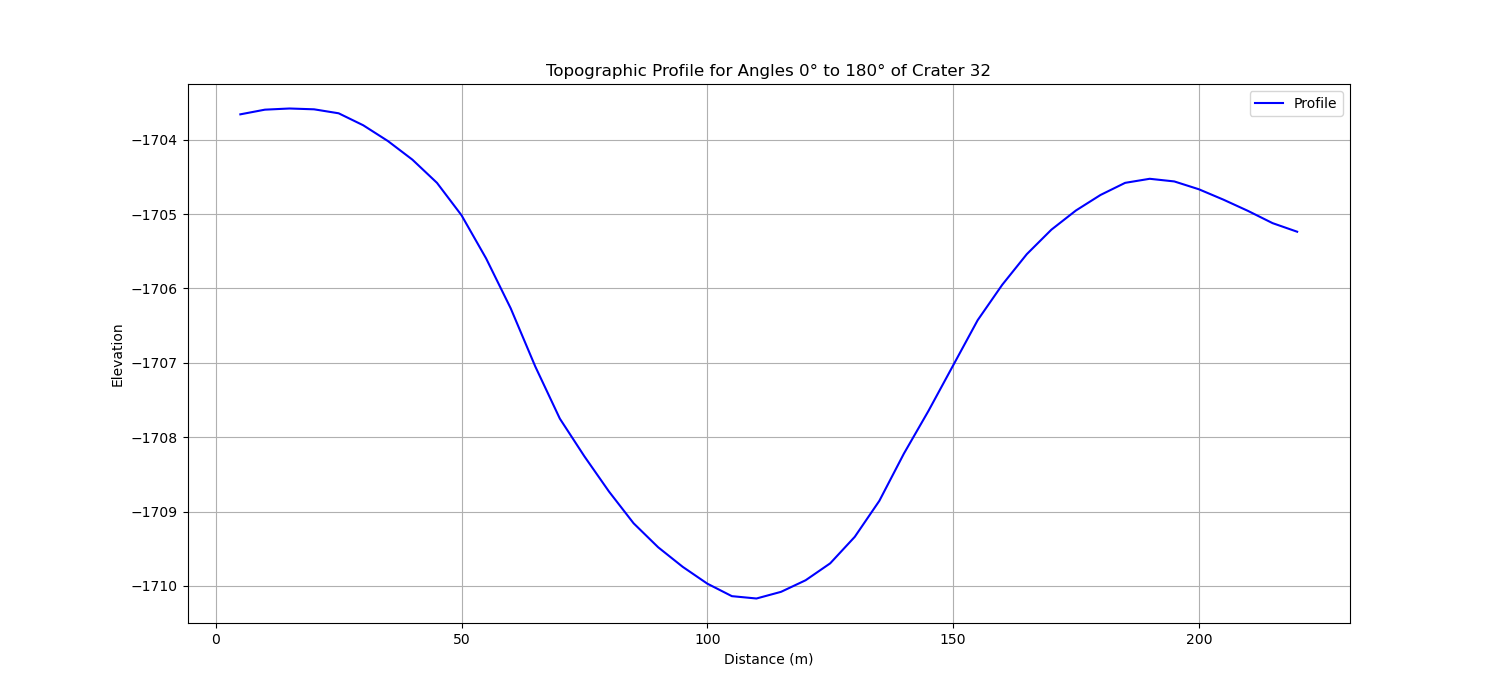 Topographic Profile for Angles 0° to 180° of Crater 32
Profile
−1704
−1705
−1706
−1707
−1708
−1709
−1710
Elevation
0 50 100 150 200
Distance (m)